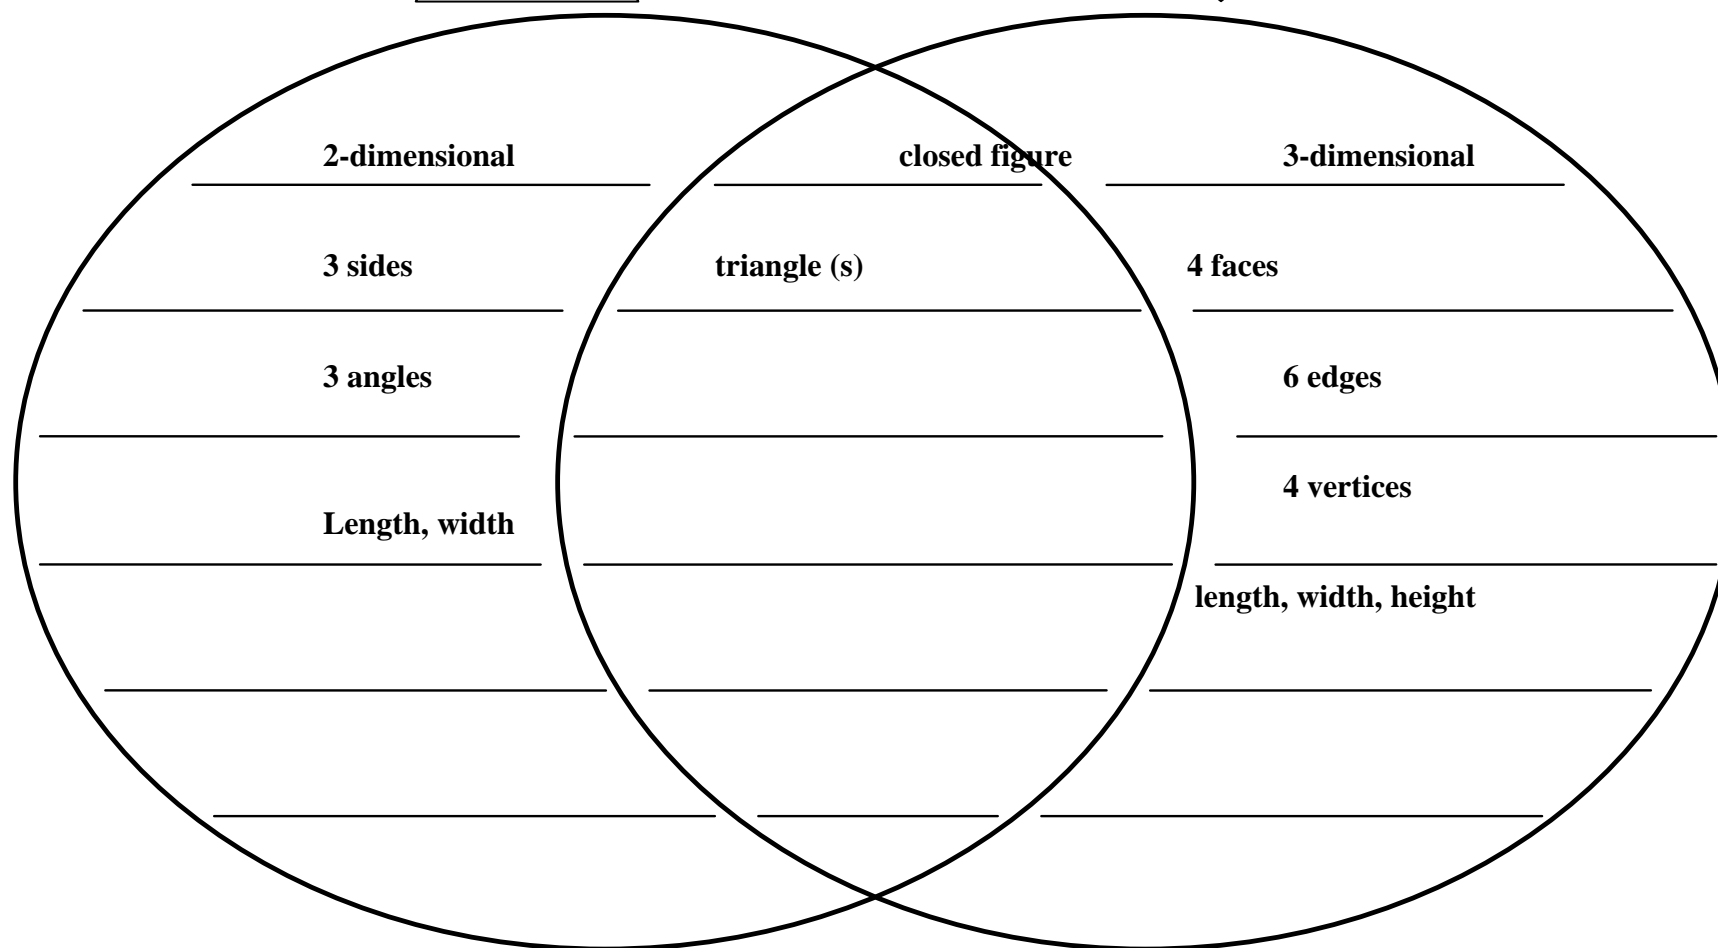 2-dimensional closed figure 3-dimensional
3 sides triangle (s) 4 faces
3 angles 6 edges
4 vertices
Length, width
length, width, height